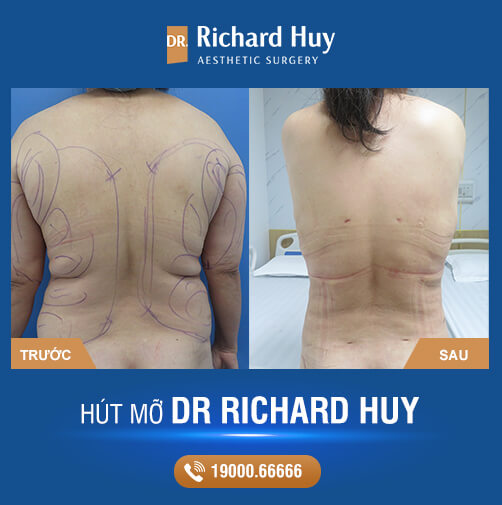 DR. Richard Huy
AESTHETIC SURGERY
TRƯỚC
SAU
HÚT MỠ DR RICHARD HUY
19000.66666